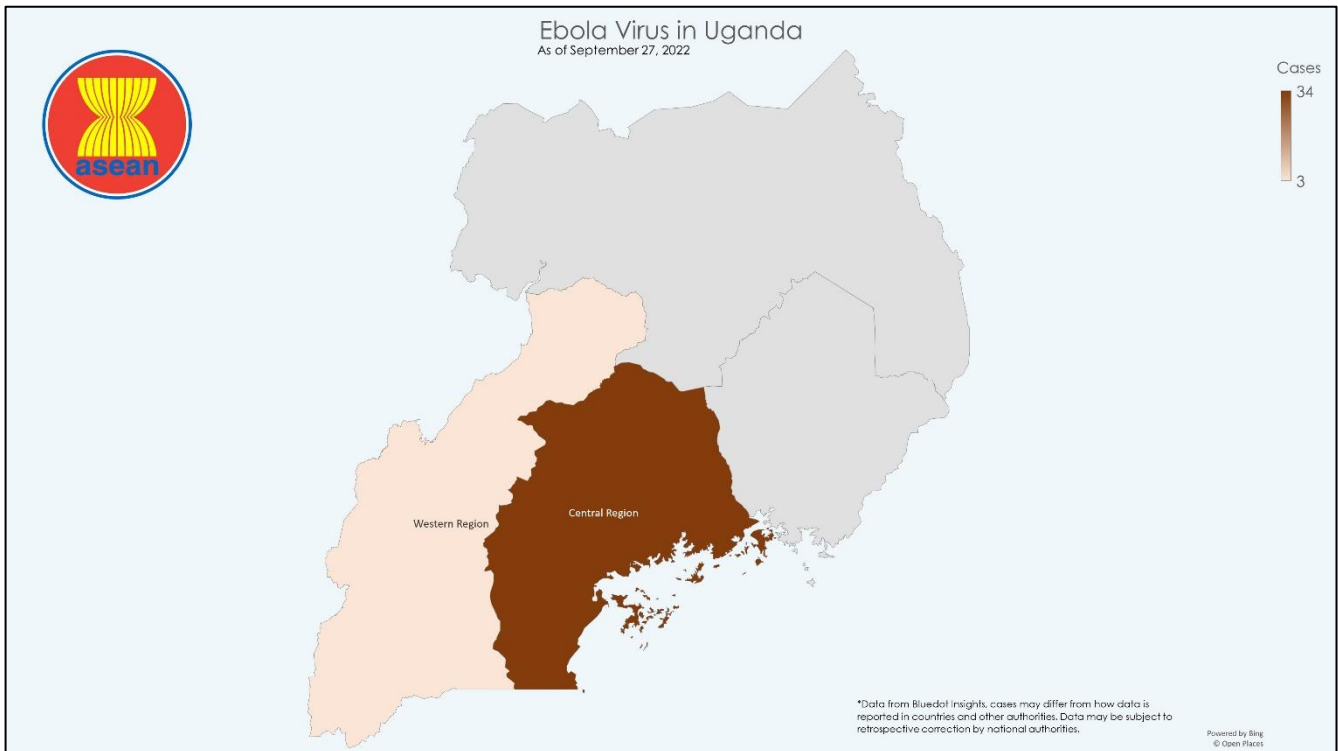 Ebola Virus in Uganda
As of September 27, 2022
asean
Cases
34
3
Western Region
Central Region
*Data from Bluedot Insights, cases may differ from how data is
reported in countries and other authorities. Data may be subject to
retrospective correction by national authorities.
Powered by Bing
© Open Places